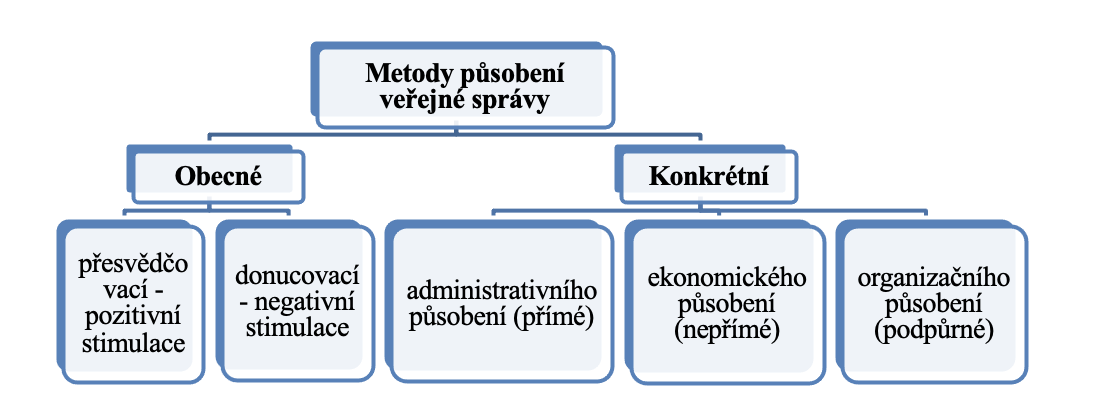 Metody působení
veřejné správy
Obecné
Konkrétní
přesvědčo
vací -
pozitivní
stimulace
donucovací
- negativní
stimulace
administrativního
působení (přímé)
ekonomického
působení
(nepřímé)
organizačního
působení
(podpůrné)